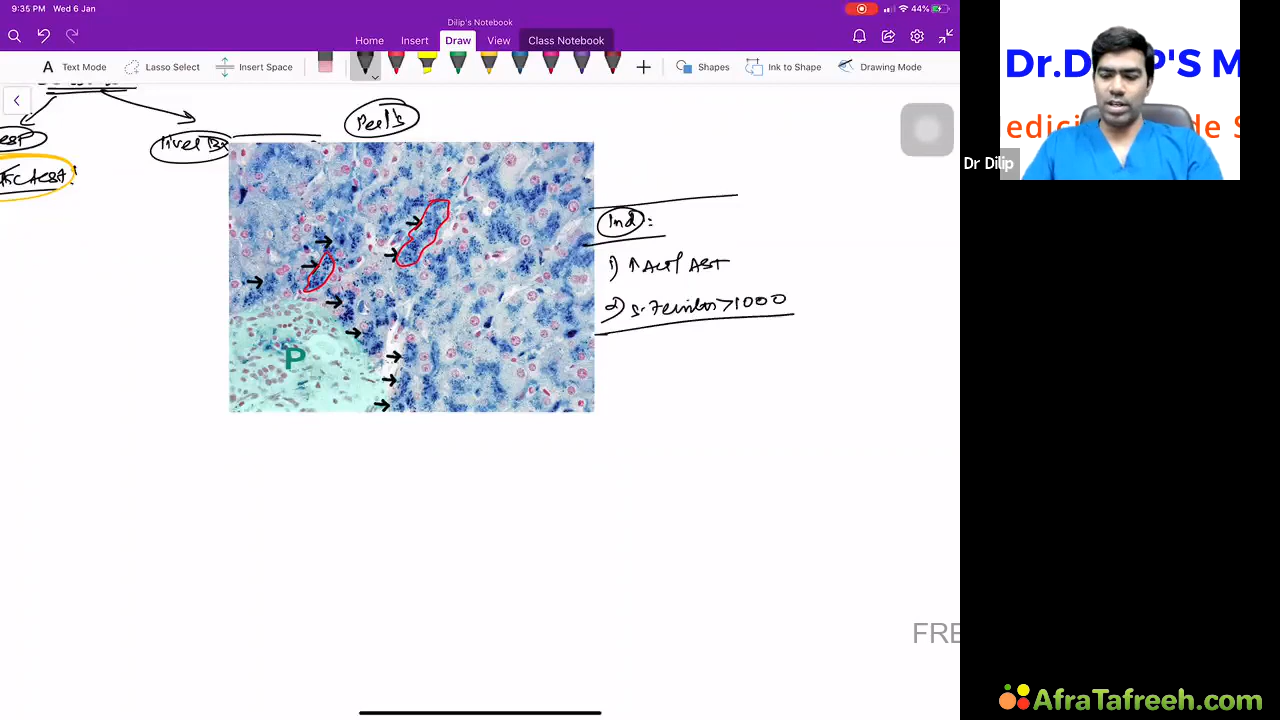 9:35 PM Wed 6 Jan
44%
Dilip's Notebook
Home Insert Draw View Class Notebook
Text Mode Lasso Select Insert Space Shapes Ink to Shape Drawing Mode
Perl's
Liver Bx
P
Ind :
1) ↑ ALT/AST
2) S. Ferritin > 1000
Dr.D 'S M
edici de S
Dr Dilip
FRE
AfraTafreeh.com